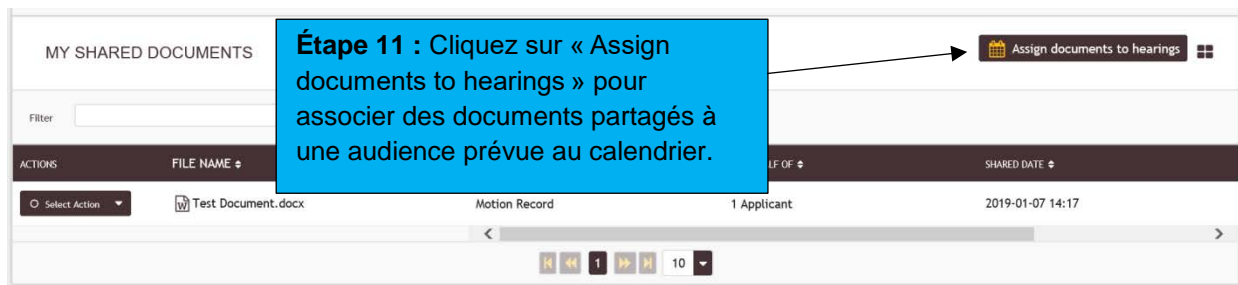 MY SHARED DOCUMENTS
Étape 11 : Cliquez sur « Assign
documents to hearings » pour
associer des documents partagés à
une audience prévue au calendrier.
Assign documents to hearings
Filter
ACTIONS FILE NAME LF OF SHARED DATE
Select Action Test Document.docx Motion Record 1 Applicant 2019-01-07 14:17
1 10